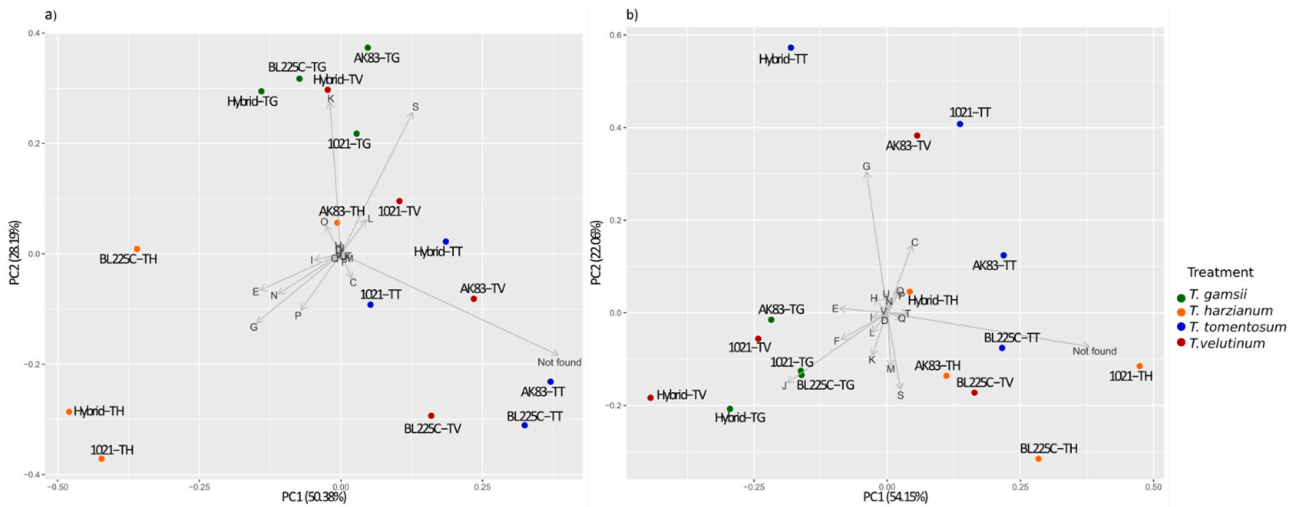 a)
0.4
0.2
0.0
−0.2
−0.4
PC2 (28.19%)
−0.50
−0.25
0.00
0.25
PC1 (50.38%)
AK83−TG
BL225C−TG
Hybrid−TV
Hybrid−TG
K
S
1021−TG
AK83−TH
1021−TV
O
L
Hybrid−TT
BL225C−TH
I
M
C
E
N
AK83−TV
1021−TT
P
G
Not found
AK83−TT
Hybrid−TH
BL225C−TV
BL225C−TT
1021−TH
b)
0.6
0.4
0.2
0.0
−0.2
PC2 (22.06%)
−0.25
0.00
0.25
0.50
PC1 (54.15%)
Hybrid−TT
1021−TT
AK83−TV
G
C
AK83−TT
U
O
P
H
N
Hybrid−TH
E
V
T
I
D
Q
AK83−TG
L
F
1021−TV
BL225C−TT
Not found
K
M
1021−TG
AK83−TH
1021−TH
J
BL225C−TG
BL225C−TV
S
Hybrid−TV
Hybrid−TG
BL225C−TH
Treatment
T. gamsii
T. harzianum
T. tomentosum
T.velutinum